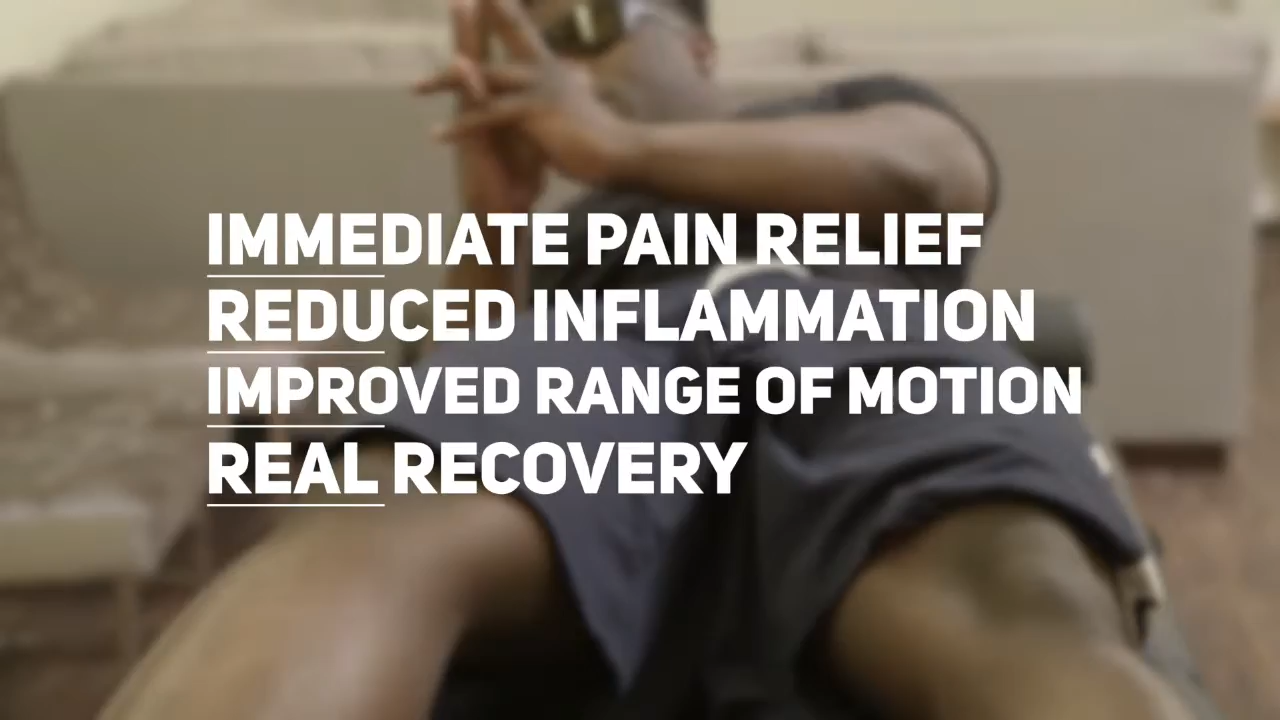 IMMEDIATE PAIN RELIEF
REDUCED INFLAMMATION
IMPROVED RANGE OF MOTION
REAL RECOVERY